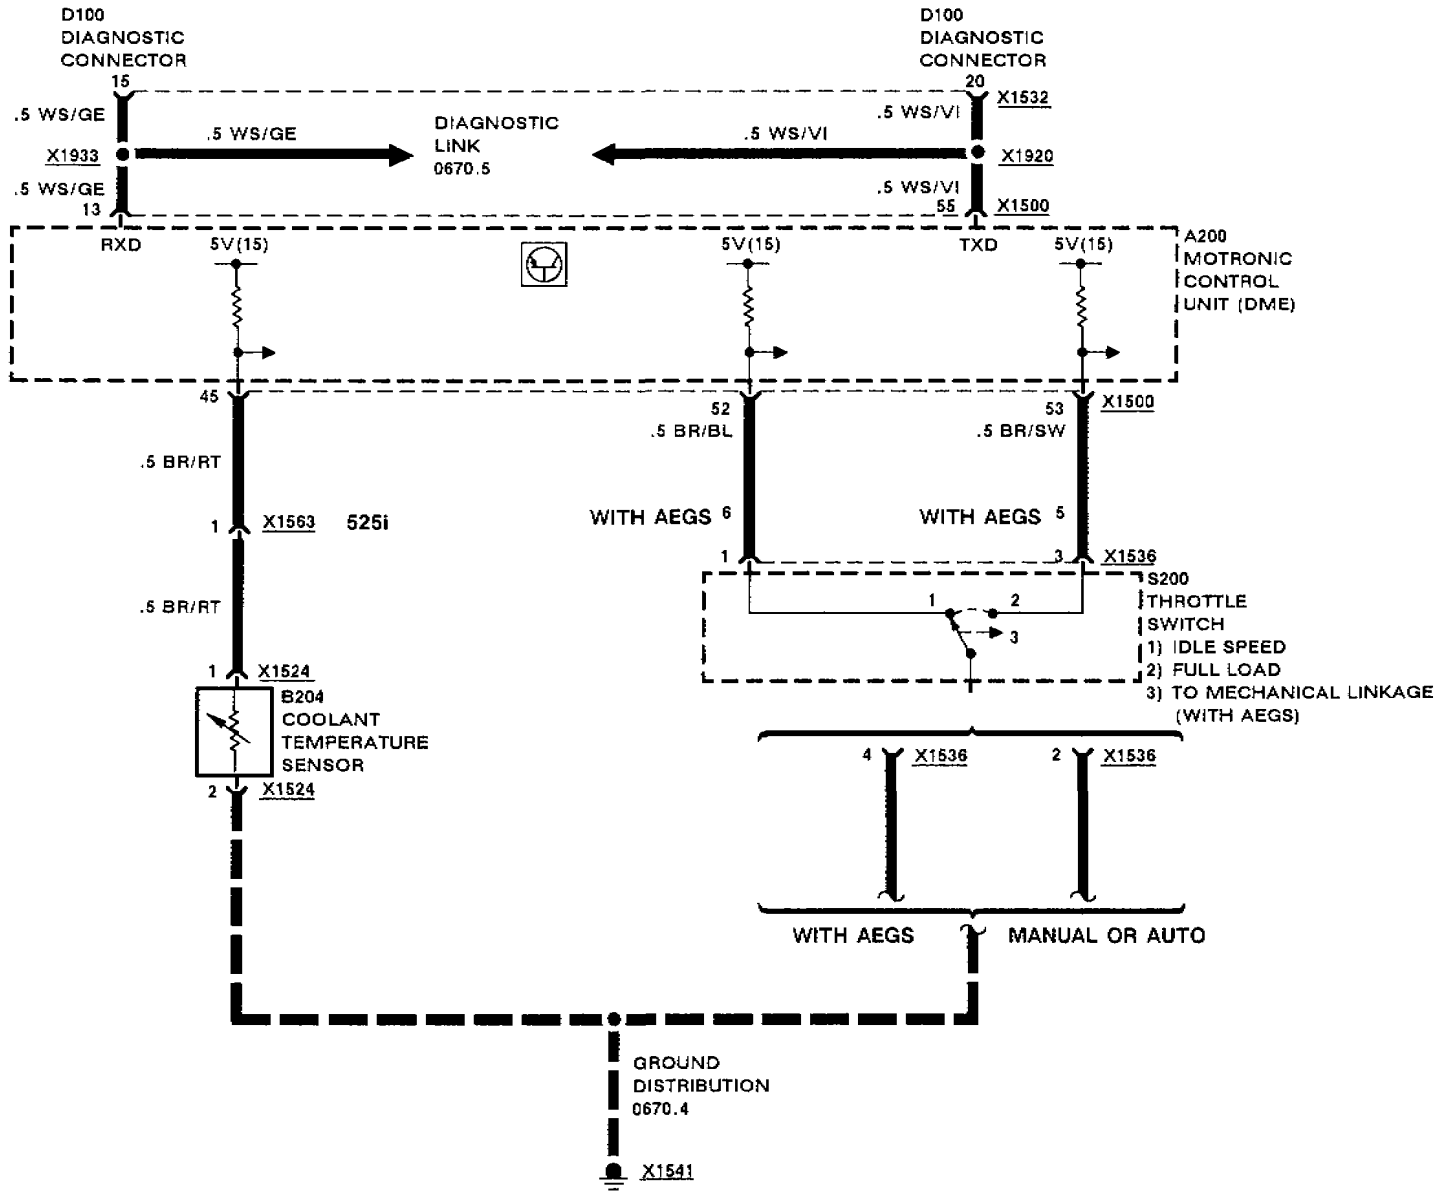 D100
DIAGNOSTIC
CONNECTOR
D100
DIAGNOSTIC
CONNECTOR
15
20
X1532
.5 WS/GE
.5 WS/VI
.5 WS/GE
DIAGNOSTIC
LINK
0670.5
.5 WS/VI
X1933
X1920
.5 WS/GE
.5 WS/VI
13
55
X1500
RXD
5V(15)
5V(15)
TXD
5V(15)
A200
MOTRONIC
CONTROL
UNIT (DME)
45
52
53
X1500
.5 BR/BL
.5 BR/SW
.5 BR/RT
1
X1563
525i
WITH AEGS 6
WITH AEGS 5
1
3
X1536
S200
THROTTLE
SWITCH
1) IDLE SPEED
2) FULL LOAD
3) TO MECHANICAL LINKAGE
(WITH AEGS)
1
2
3
.5 BR/RT
1
X1524
B204
COOLANT
TEMPERATURE
SENSOR
2
X1524
4
X1536
2
X1536
WITH AEGS
MANUAL OR AUTO
GROUND
DISTRIBUTION
0670.4
X1541